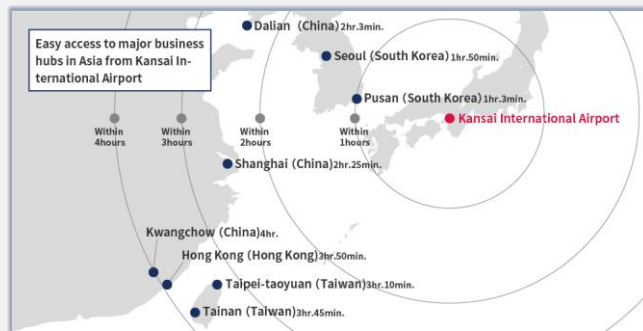 Easy access to major business
hubs in Asia from Kansai In-
ternational Airport
Dalian (China) 2hr.3min.
Seoul (South Korea) 1hr.50min.
Pusan (South Korea) 1hr.3min.
Kansai International Airport
Within
4hours
Within
3hours
Within
2hours
Within
1hours
Shanghai (China) 2hr.25min.
Kwangchow (China) 4hr.
Hong Kong (Hong Kong) 3hr.50min.
Taipei-taoyuan (Taiwan) 3hr.10min.
Tainan (Taiwan) 3hr.45min.